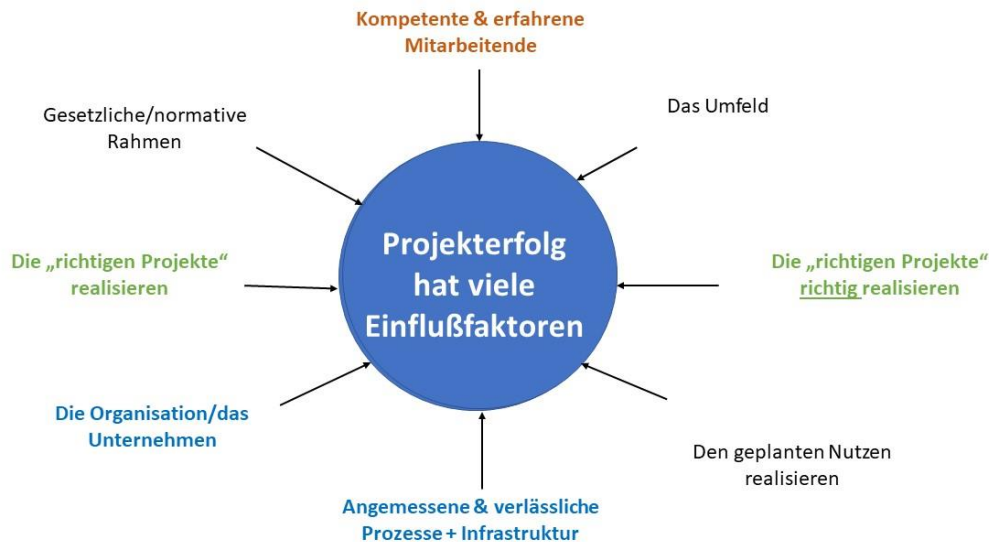 Kompetente & erfahrene
Mitarbeitende
Das Umfeld
Gesetzliche/normative
Rahmen
Projekterfolg
hat viele
Einflußfaktoren
Die „richtigen Projekte“
realisieren
Die „richtigen Projekte“
richtig realisieren
Die Organisation/das
Unternehmen
Den geplanten Nutzen
realisieren
Angemessene & verlässliche
Prozesse + Infrastruktur